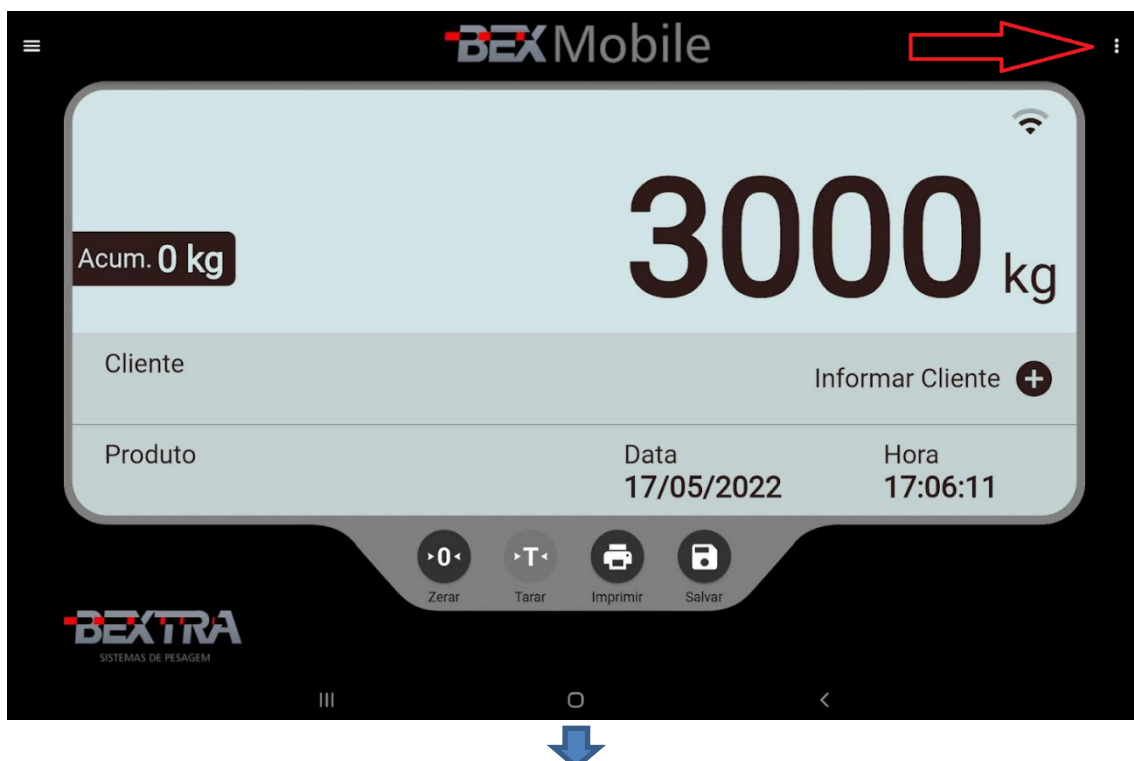 BEX Mobile
Acum. 0 kg
3000 kg
Cliente
Informar Cliente
Produto
Data
Hora
17/05/2022
17:06:11
0
T
Zerar
Tarar
Imprimir
Salvar
BEXTRA
SISTEMAS DE PESAGEM